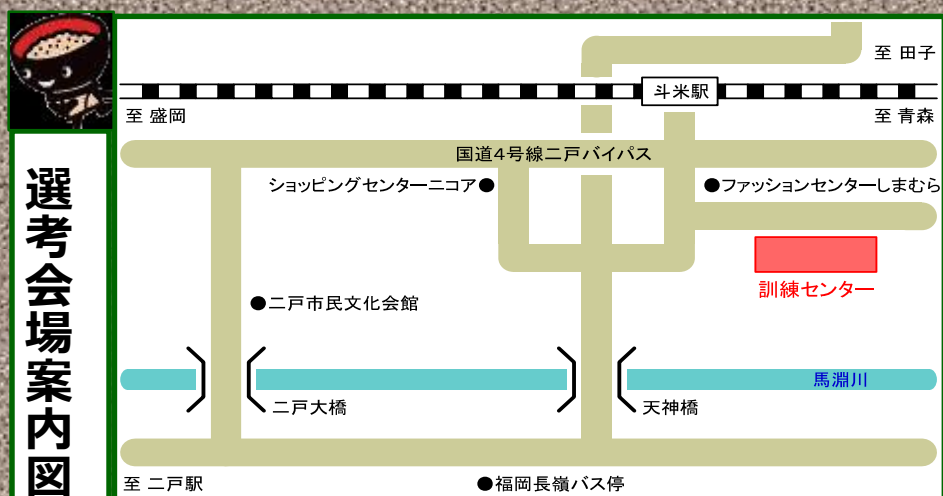 選考会場案内図
至 田子
斗米駅
至 盛岡
至 青森
国道4号線二戸バイパス
ショッピングセンターニコア●
●ファッションセンターしまむら
訓練センター
●二戸市民文化会館
馬淵川
二戸大橋
天神橋
至 二戸駅
●福岡長嶺バス停